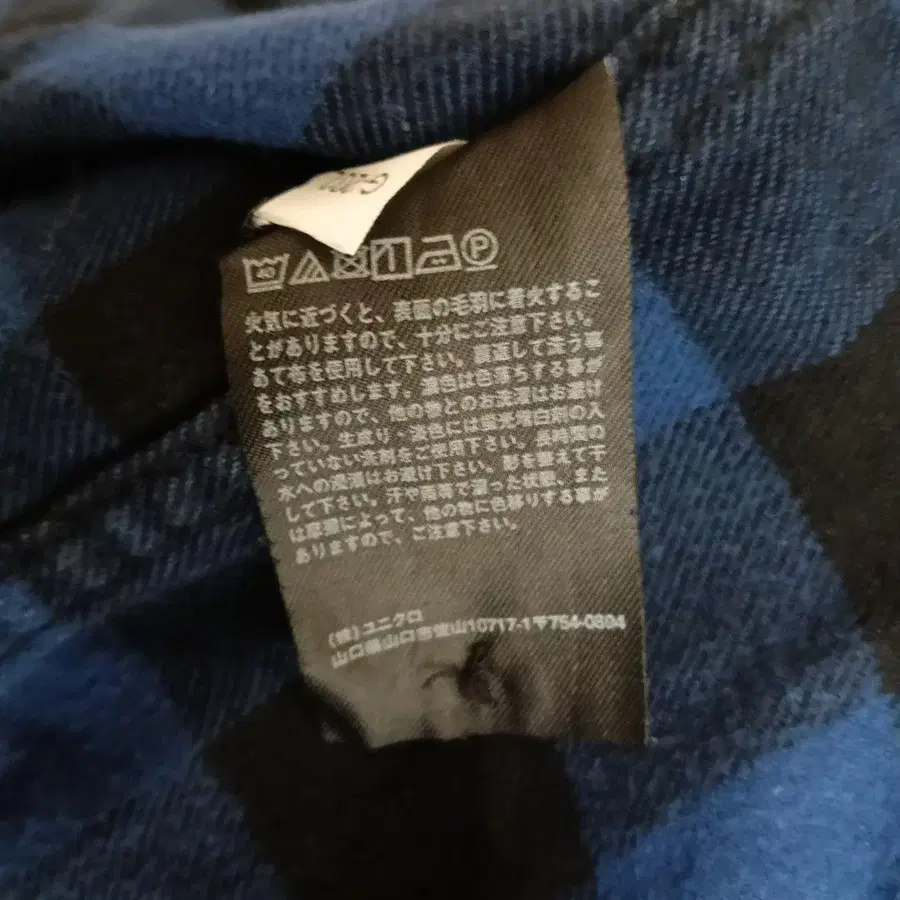 40
P
火気に近づくと、表面の毛羽に着火するこ
とがありますので、十分にご注意下さい。
あて布を使用して下さい。裏返して洗う事
をおすすめします。濃色は色落ちする事が
ありますので、他の物とのお洗濯はお避け
下さい。生成り・淡色には蛍光増白剤の入
っていない洗剤をご使用下さい。長時間の
水への浸漬はお避け下さい。形を整えて干
して下さい。汗や雨等で湿った状態、また
は摩擦によって、他の物に色移りする事が
ありますので、ご注意下さい。
(株)ユニクロ
山口県山口市佐山10717-1〒754-0894